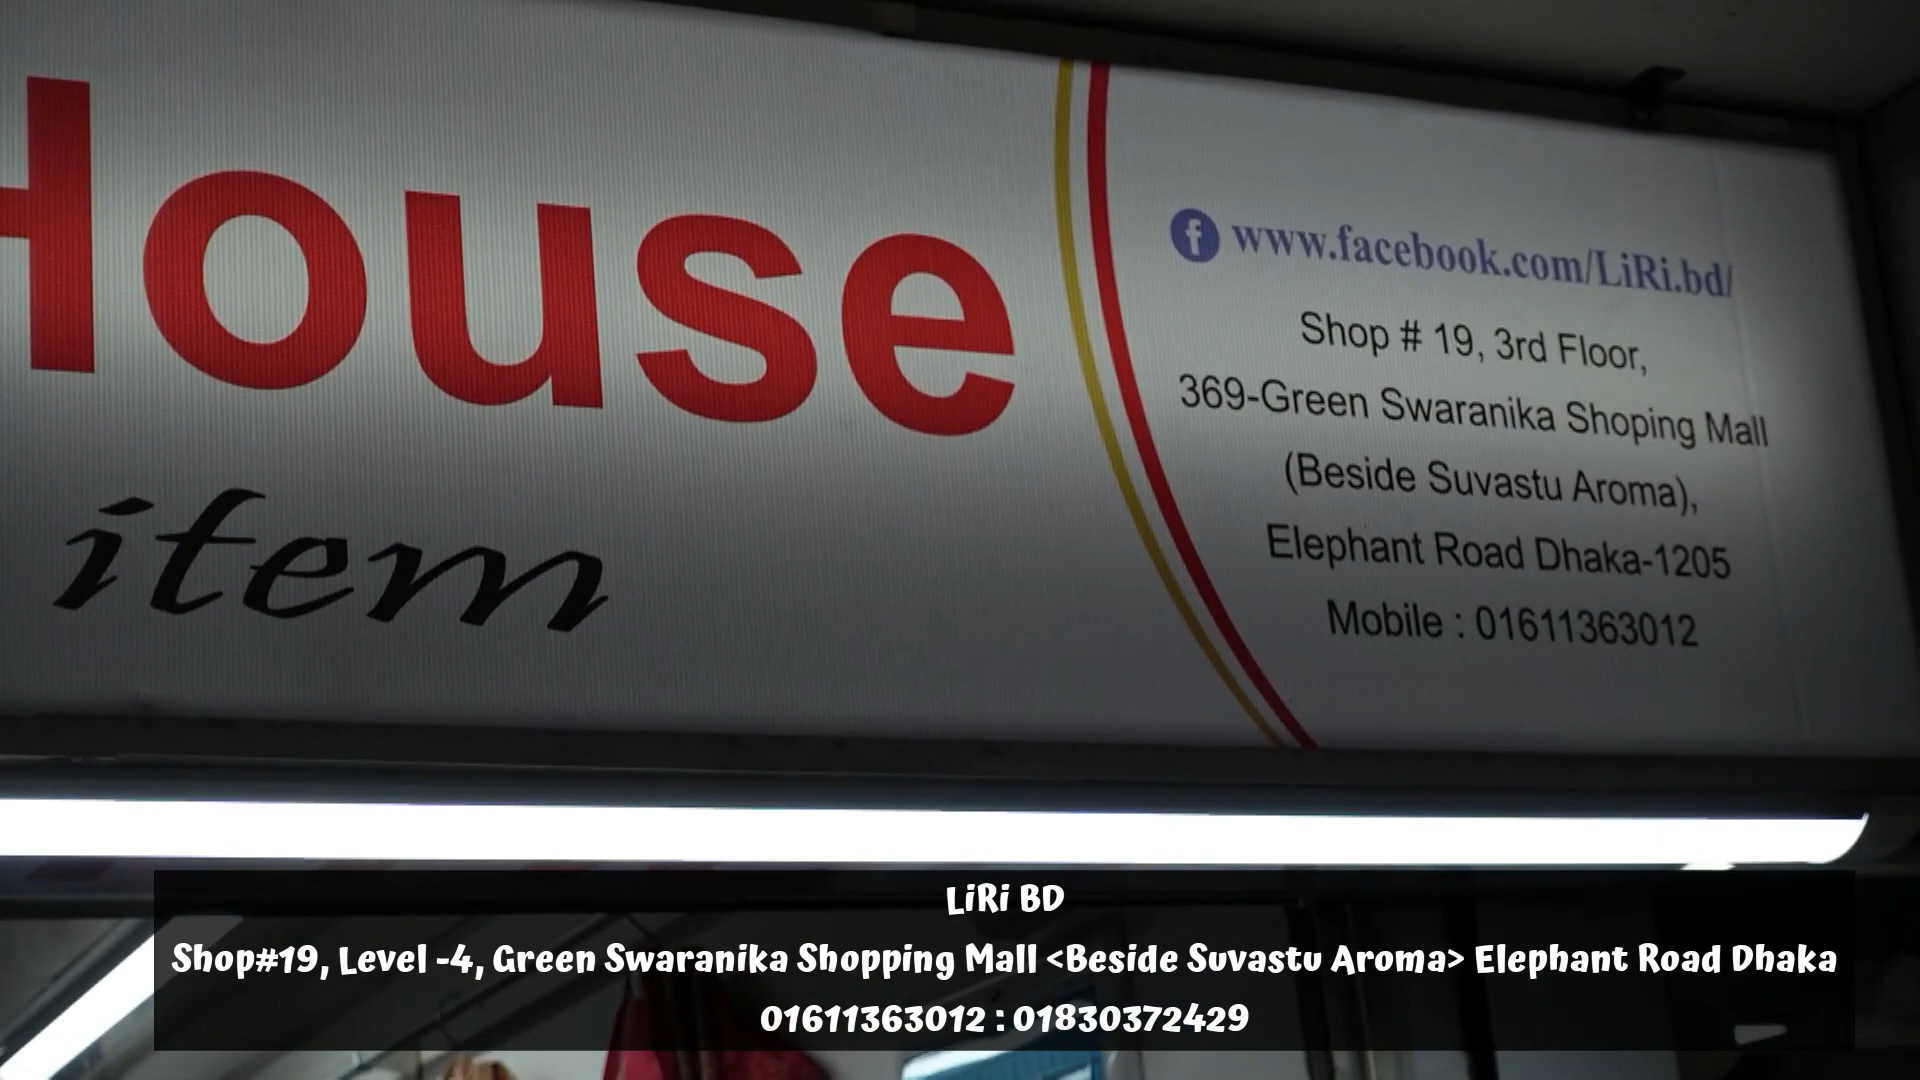 House
item
www.facebook.com/LiRi.bd/
Shop # 19, 3rd Floor,
369-Green Swaranika Shoping Mall
(Beside Suvastu Aroma),
Elephant Road Dhaka-1205
Mobile : 01611363012
LiRi BD
Shop#19, Level -4, Green Swaranika Shopping Mall <Beside Suvastu Aroma> Elephant Road Dhaka
01611363012 : 01830372429